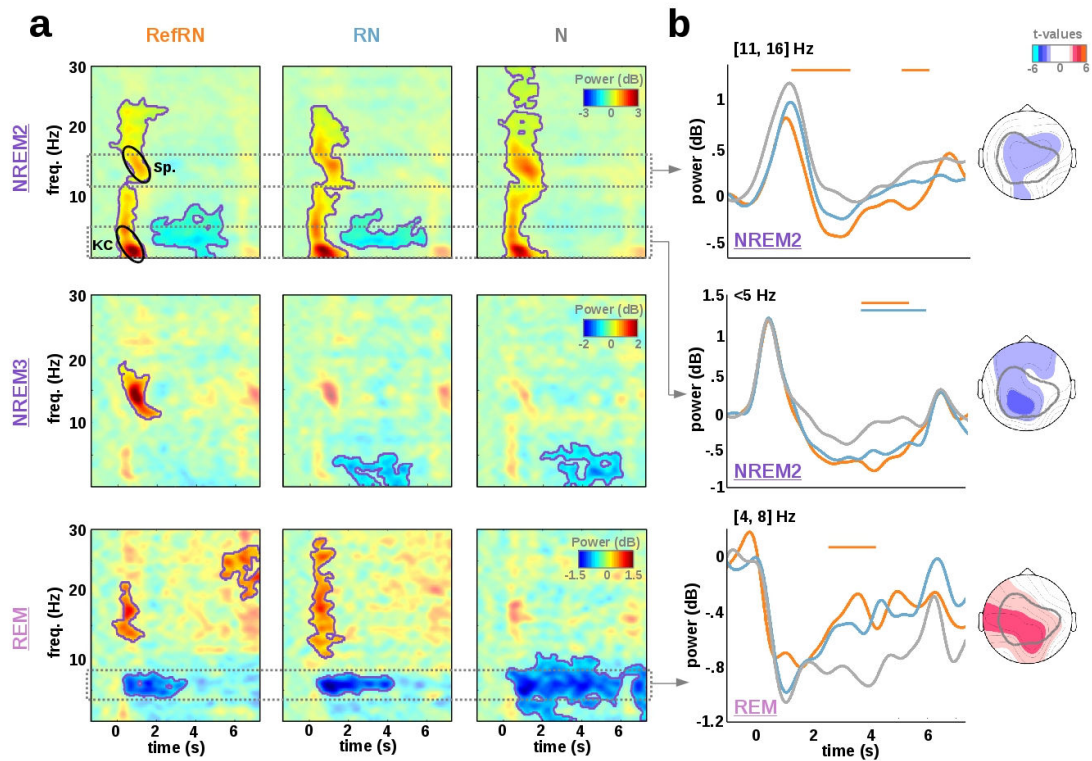 a
b
RefRN
RN
N
[11, 16] Hz
t-values
-6 0 6
NREM2
freq. (Hz)
30
20
10
Sp.
KC
Power (dB)
-3 0 3
power (dB)
1
0
-.5
NREM2
NREM3
freq. (Hz)
30
20
10
Power (dB)
-2 0 2
<5 Hz
power (dB)
1.5
1
.5
0
-.5
-1
NREM2
REM
freq. (Hz)
30
20
10
0 2 4 6
time (s)
0 2 4 6
time (s)
0 2 4 6
time (s)
Power (dB)
-1.5 0 1.5
[4, 8] Hz
power (dB)
0
-.4
-.8
-1.2
REM
0 2 4 6
time (s)